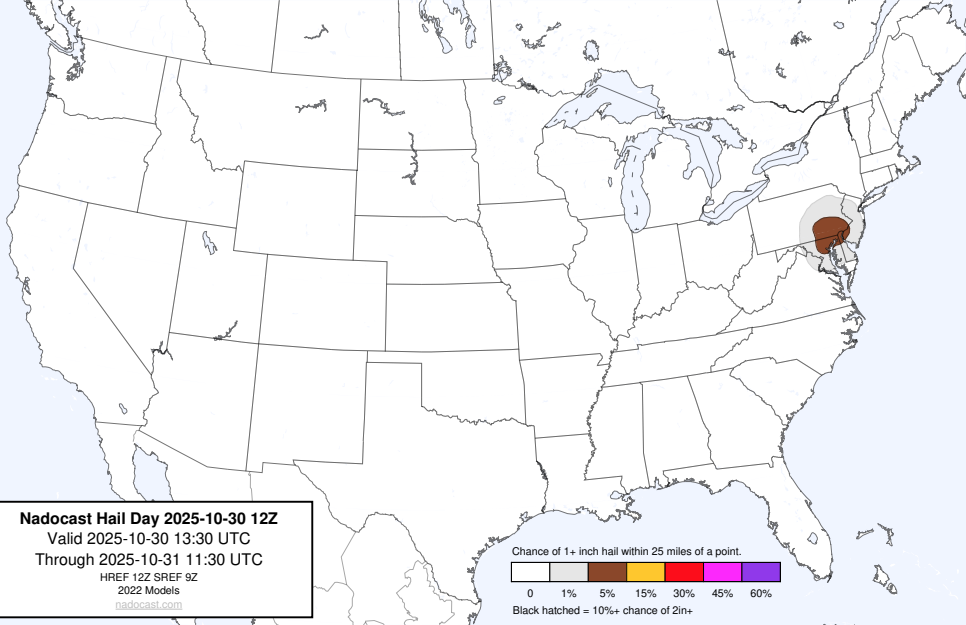 Nadocast Hail Day 2025-10-30 12Z
Valid 2025-10-30 13:30 UTC
Through 2025-10-31 11:30 UTC
HREF 12Z SREF 9Z
2022 Models
nadocast.com
Chance of 1+ inch hail within 25 miles of a point.
0 1% 5% 15% 30% 45% 60%
Black hatched = 10%+ chance of 2in+